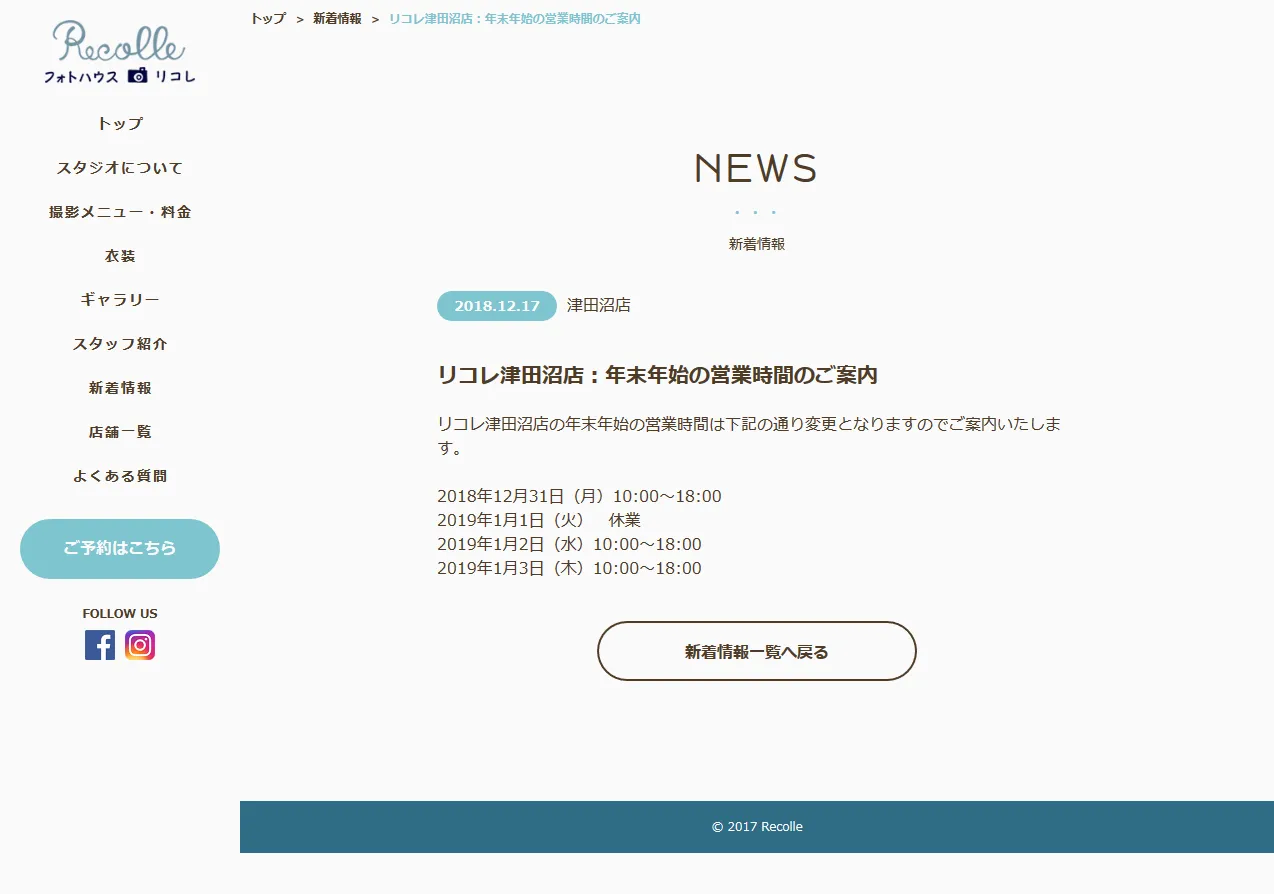 Recolle
フォトハウス リコレ
トップ
スタジオについて
撮影メニュー・料金
衣装
ギャラリー
スタッフ紹介
新着情報
店舗一覧
よくある質問
ご予約はこちら
FOLLOW US
トップ > 新着情報 > リコレ津田沼店：年末年始の営業時間のご案内
NEWS
新着情報
2018.12.17 津田沼店
リコレ津田沼店：年末年始の営業時間のご案内
リコレ津田沼店の年末年始の営業時間は下記の通り変更となりますのでご案内いたしま
す。
2018年12月31日（月）10:00～18:00
2019年1月1日（火）　休業
2019年1月2日（水）10:00～18:00
2019年1月3日（木）10:00～18:00
新着情報一覧へ戻る
© 2017 Recolle